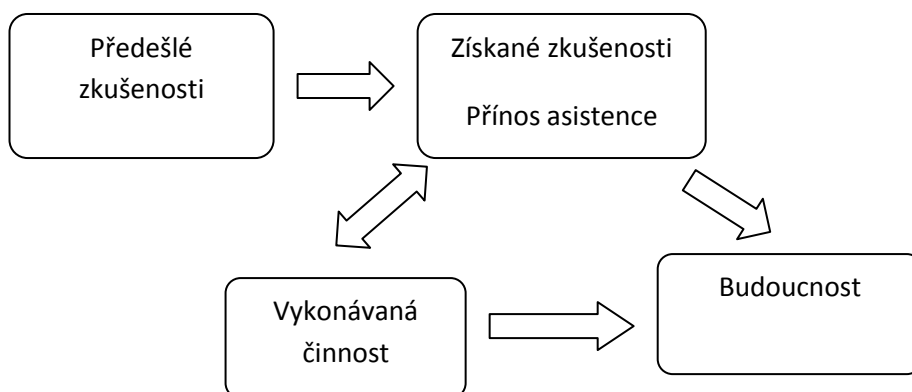 Předešlé
zkušenosti
Získané zkušenosti
Přínos asistence
Vykonávaná
činnost
Budoucnost